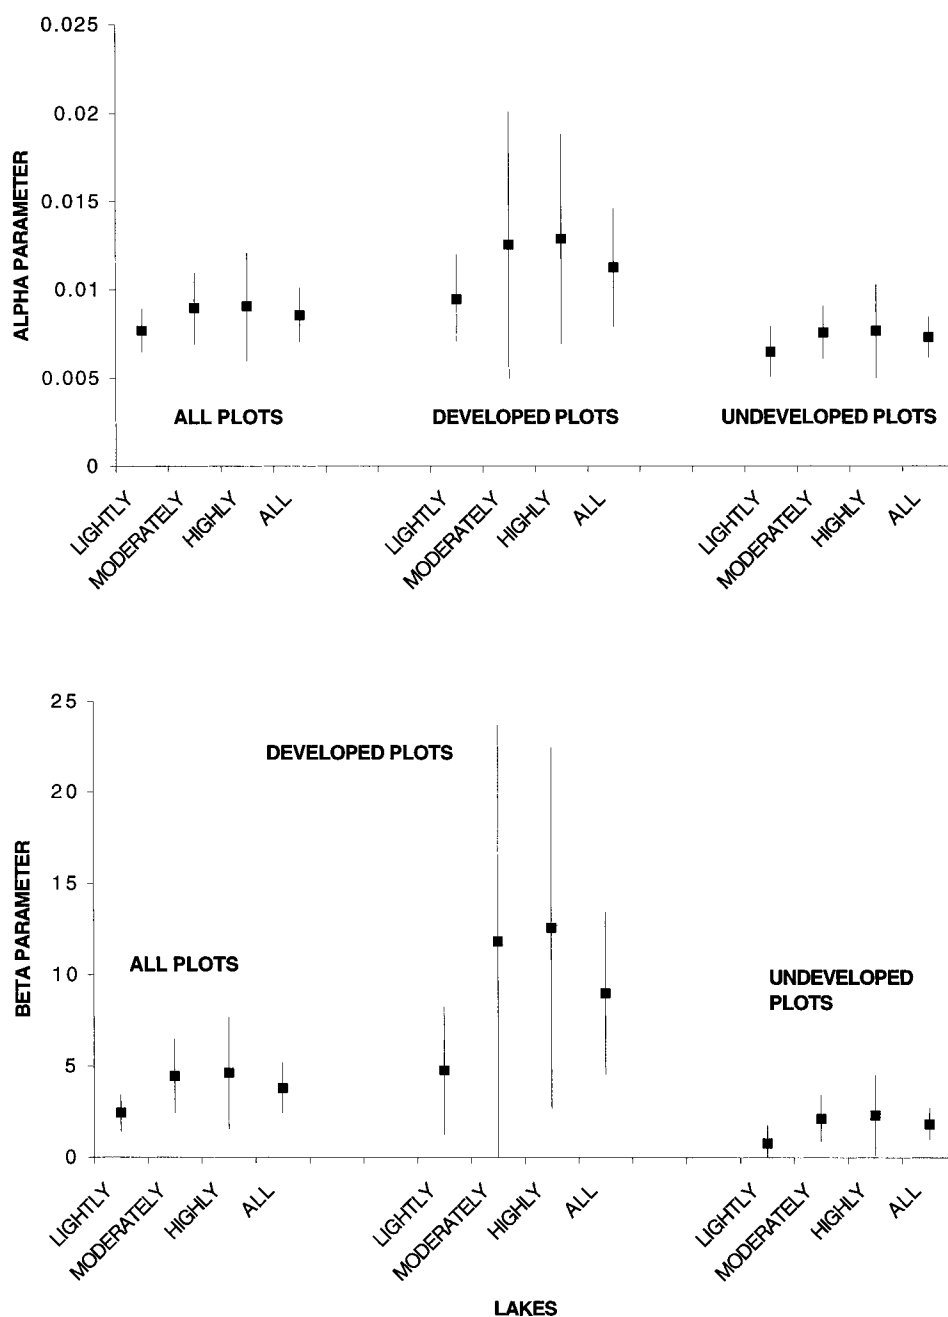 0.025
0.02
0.015
0.01
0.005
0
ALPHA PARAMETER
ALL PLOTS
DEVELOPED PLOTS
UNDEVELOPED PLOTS
LIGHTLY
MODERATELY
HIGHLY
ALL
LIGHTLY
MODERATELY
HIGHLY
ALL
LIGHTLY
MODERATELY
HIGHLY
ALL
25
20
15
10
5
0
BETA PARAMETER
DEVELOPED PLOTS
ALL PLOTS
UNDEVELOPED
PLOTS
LIGHTLY
MODERATELY
HIGHLY
ALL
LIGHTLY
MODERATELY
HIGHLY
ALL
LIGHTLY
MODERATELY
HIGHLY
ALL
LAKES